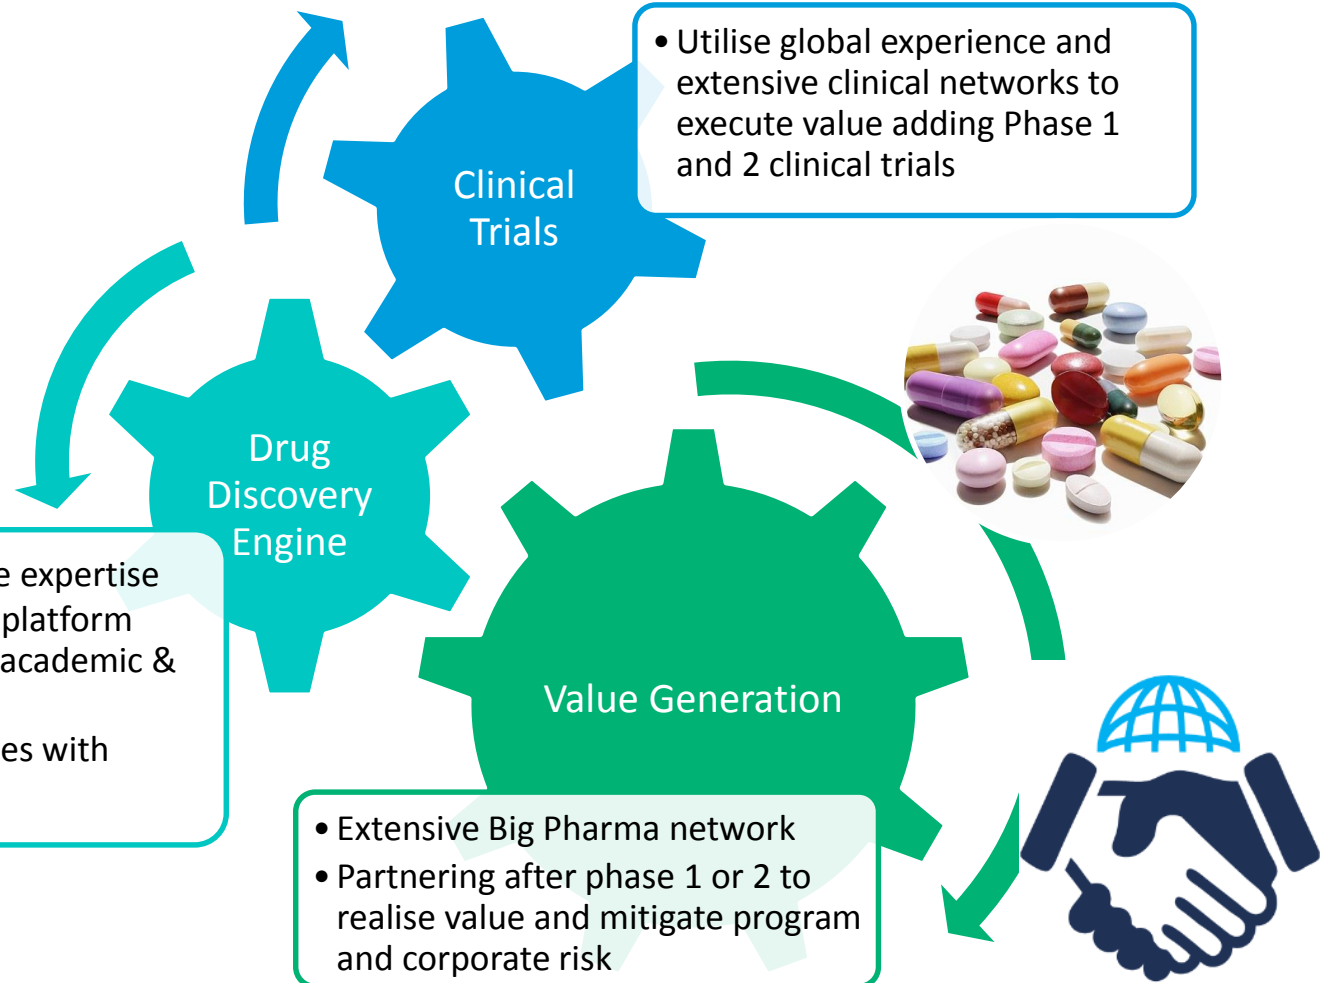 • Utilise global experience and
extensive clinical networks to
execute value adding Phase 1
and 2 clinical trials
Clinical
Trials
Drug
Discovery
Engine
expertise
platform
academic &
with
Value Generation
• Extensive Big Pharma network
• Partnering after phase 1 or 2 to
realise value and mitigate program
and corporate risk